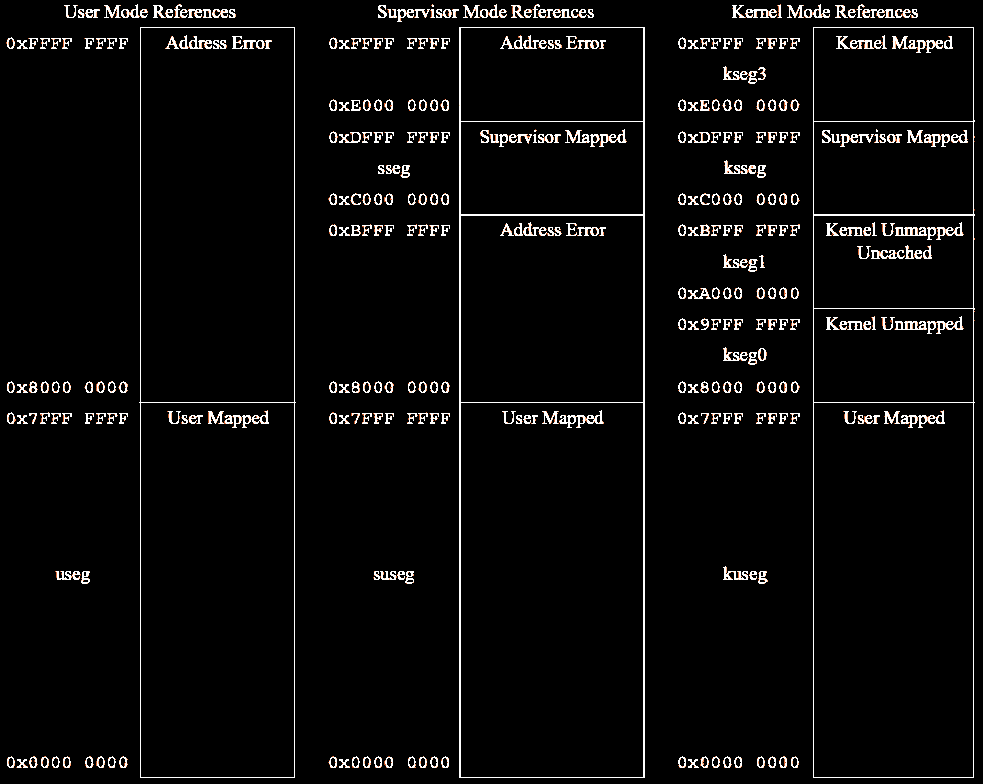 User Mode References Supervisor Mode References Kernel Mode References
0xFFFF FFFF Address Error 0xFFFF FFFF Address Error 0xFFFF FFFF Kernel Mapped
kseg3
0xE000 0000 0xE000 0000
0xDFFF FFFF Supervisor Mapped 0xDFFF FFFF Supervisor Mapped
sseg ksseg
0xC000 0000 0xC000 0000
0xBFFF FFFF Address Error 0xBFFF FFFF Kernel Unmapped
Uncached
kseg1
0xA000 0000
0x9FFF FFFF Kernel Unmapped
kseg0
0x8000 0000 0x8000 0000 0x8000 0000
0x7FFF FFFF User Mapped 0x7FFF FFFF User Mapped 0x7FFF FFFF User Mapped
useg suseg kuseg
0x0000 0000 0x0000 0000 0x0000 0000